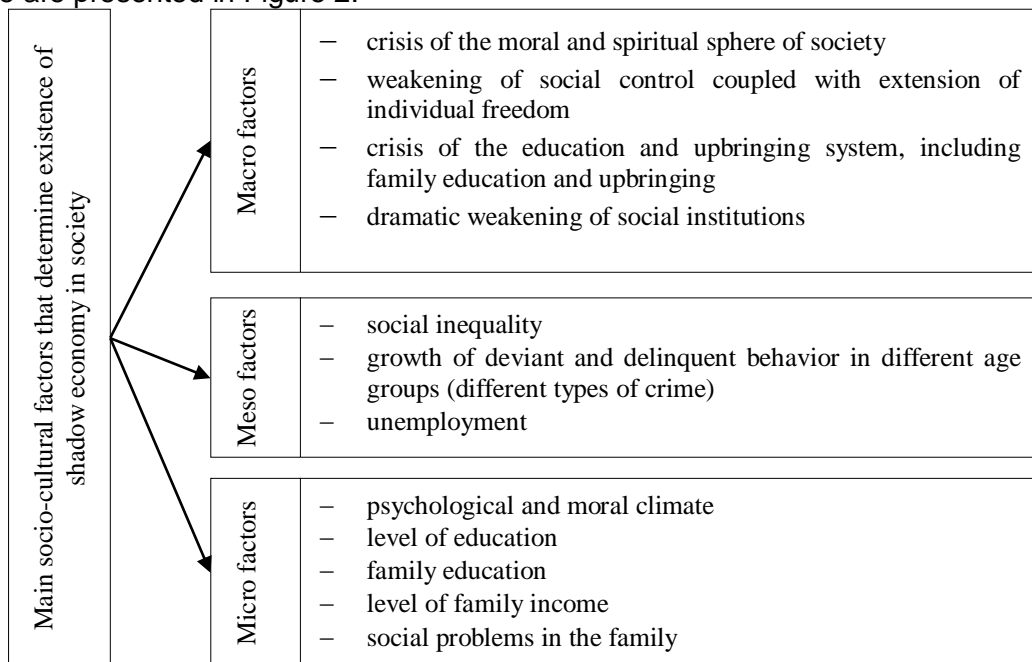 are presented in Figure 2.
Main socio-cultural factors that determine existence of
shadow economy in society
Macro factors
– crisis of the moral and spiritual sphere of society
– weakening of social control coupled with extension of
individual freedom
– crisis of the education and upbringing system, including
family education and upbringing
– dramatic weakening of social institutions
Meso factors
– social inequality
– growth of deviant and delinquent behavior in different age
groups (different types of crime)
– unemployment
Micro factors
– psychological and moral climate
– level of education
– family education
– level of family income
– social problems in the family